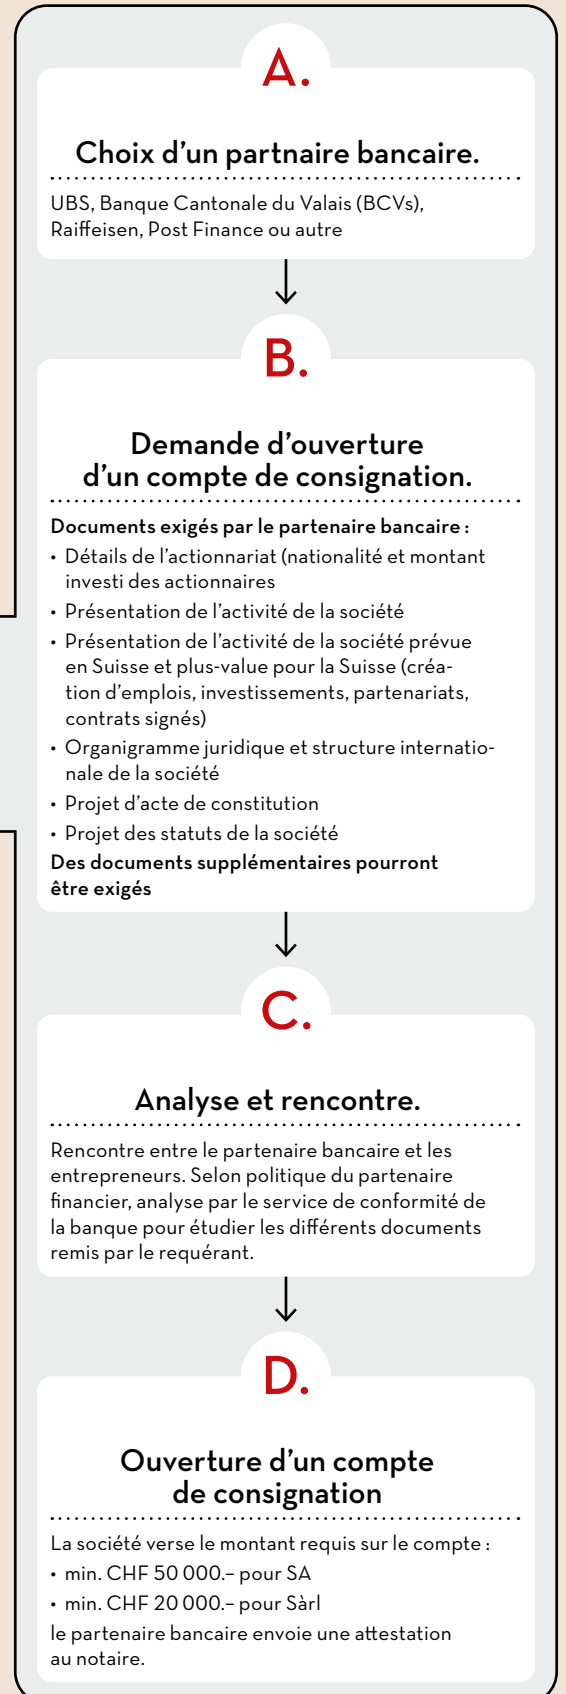 A.
Choix d'un partnaire bancaire.
UBS, Banque Cantonale du Valais (BCVs),
Raiffeisen, Post Finance ou autre
B.
Demande d'ouverture
d'un compte de consignation.
Documents exigés par le partenaire bancaire :
• Détails de l'actionnariat (nationalité et montant
investi des actionnaires
• Présentation de l'activité de la société
• Présentation de l'activité de la société prévue
en Suisse et plus-value pour la Suisse (créa-
tion d'emplois, investissements, partenariats,
contrats signés)
• Organigramme juridique et structure internatio-
nale de la société
• Projet d'acte de constitution
• Projet des statuts de la société
Des documents supplémentaires pourront
être exigés
C.
Analyse et rencontre.
Rencontre entre le partenaire bancaire et les
entrepreneurs. Selon politique du partenaire
financier, analyse par le service de conformité de
la banque pour étudier les différents documents
remis par le requérant.
D.
Ouverture d'un compte
de consignation
La société verse le montant requis sur le compte :
• min. CHF 50 000.– pour SA
• min. CHF 20 000.– pour Sàrl
le partenaire bancaire envoie une attestation
au notaire.